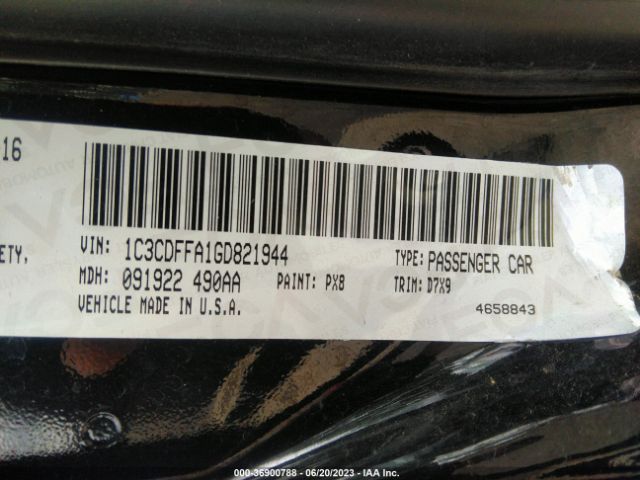 16
ETY,
VIN: 1C3CDFFA1GD821944 TYPE: PASSENGER CAR
MDH: 091922 490AA PAINT: PX8 TRIM: D7X9
VEHICLE MADE IN U.S.A. 4658843
000-36900788 - 06/20/2023 - IAA Inc.